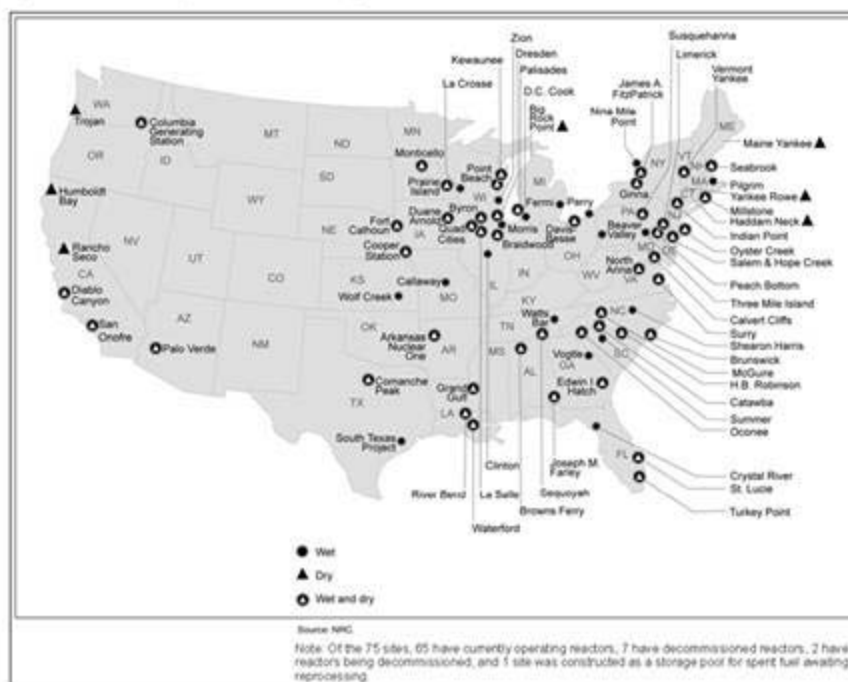 Zion
Dresden
Palisades
D.C. Cook
Big
Rock
Point
Kewaunee
La Crosse
Susquehanna
Limerick
Vermont
Yankee
James A.
FitzPatrick
Nine Mile
Point
Maine Yankee
Seabrook
Pilgrim
Yankee Rowe
Millstone
Haddam Neck
Indian Point
Oyster Creek
Salem & Hope Creek
Peach Bottom
Three Mile Island
Calvert Cliffs
Surry
Shearon Harris
Brunswick
McGuire
H.B. Robinson
Catawba
Summer
Oconee
Crystal River
St. Lucie
Turkey Point
WA
Trojan
Columbia
Generating
Station
OR
ID
MT
ND
MN
SD
WY
Humboldt
Bay
NV
UT
CO
NE
KS
Rancho
Seco
CA
Diablo
Canyon
San
Onofre
AZ
Palo Verde
NM
OK
TX
Monticello
Prairie
Island
Point
Beach
WI
MI
Duane
Arnold
Byron
Quad
Cities
IA
Fort
Calhoun
Cooper
Station
Morris
Braidwood
Fermi
Perry
Davis-
Besse
OH
Beaver
Valley
Ginna
NY
VT
NH
ME
MA
CT
PA
NJ
DE
WV
VA
North
Anna
IL
IN
KY
MO
Callaway
Wolf Creek
Arkansas
Nuclear
One
AR
TN
Watts
Bar
NC
SC
Vogtle
GA
MS
AL
Edwin I.
Hatch
Comanche
Peak
Grand
Gulf
LA
South Texas
Project
River Bend
Waterford
La Salle
Clinton
Browns Ferry
Sequoyah
Joseph M.
Farley
FL
Wet
Dry
Wet and dry
Source: NRC.
Note: Of the 75 sites, 65 have currently operating reactors, 7 have decommissioned reactors, 2 have
reactors being decommissioned, and 1 site was constructed as a storage pool for spent fuel awaiting
reprocessing.